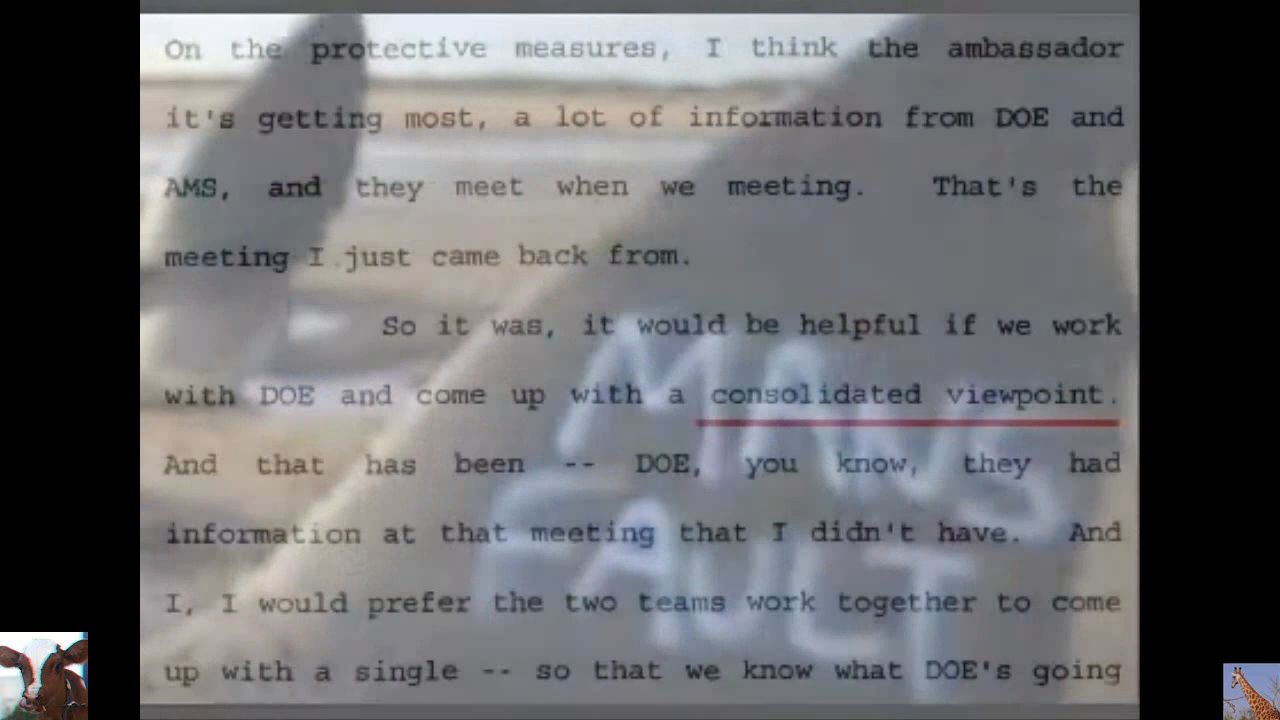 On the protective measures, I think the ambassador
it's getting most, a lot of information from DOE and
AMS, and they meet when we meeting. That's the
meeting I just came back from.
So it was, it would be helpful if we work
with DOE and come up with a consolidated viewpoint.
And that has been -- DOE, you know, they had
information at that meeting that I didn't have. And
I, I would prefer the two teams work together to come
up with a single -- so that we know what DOE's going
MANS
FAULT